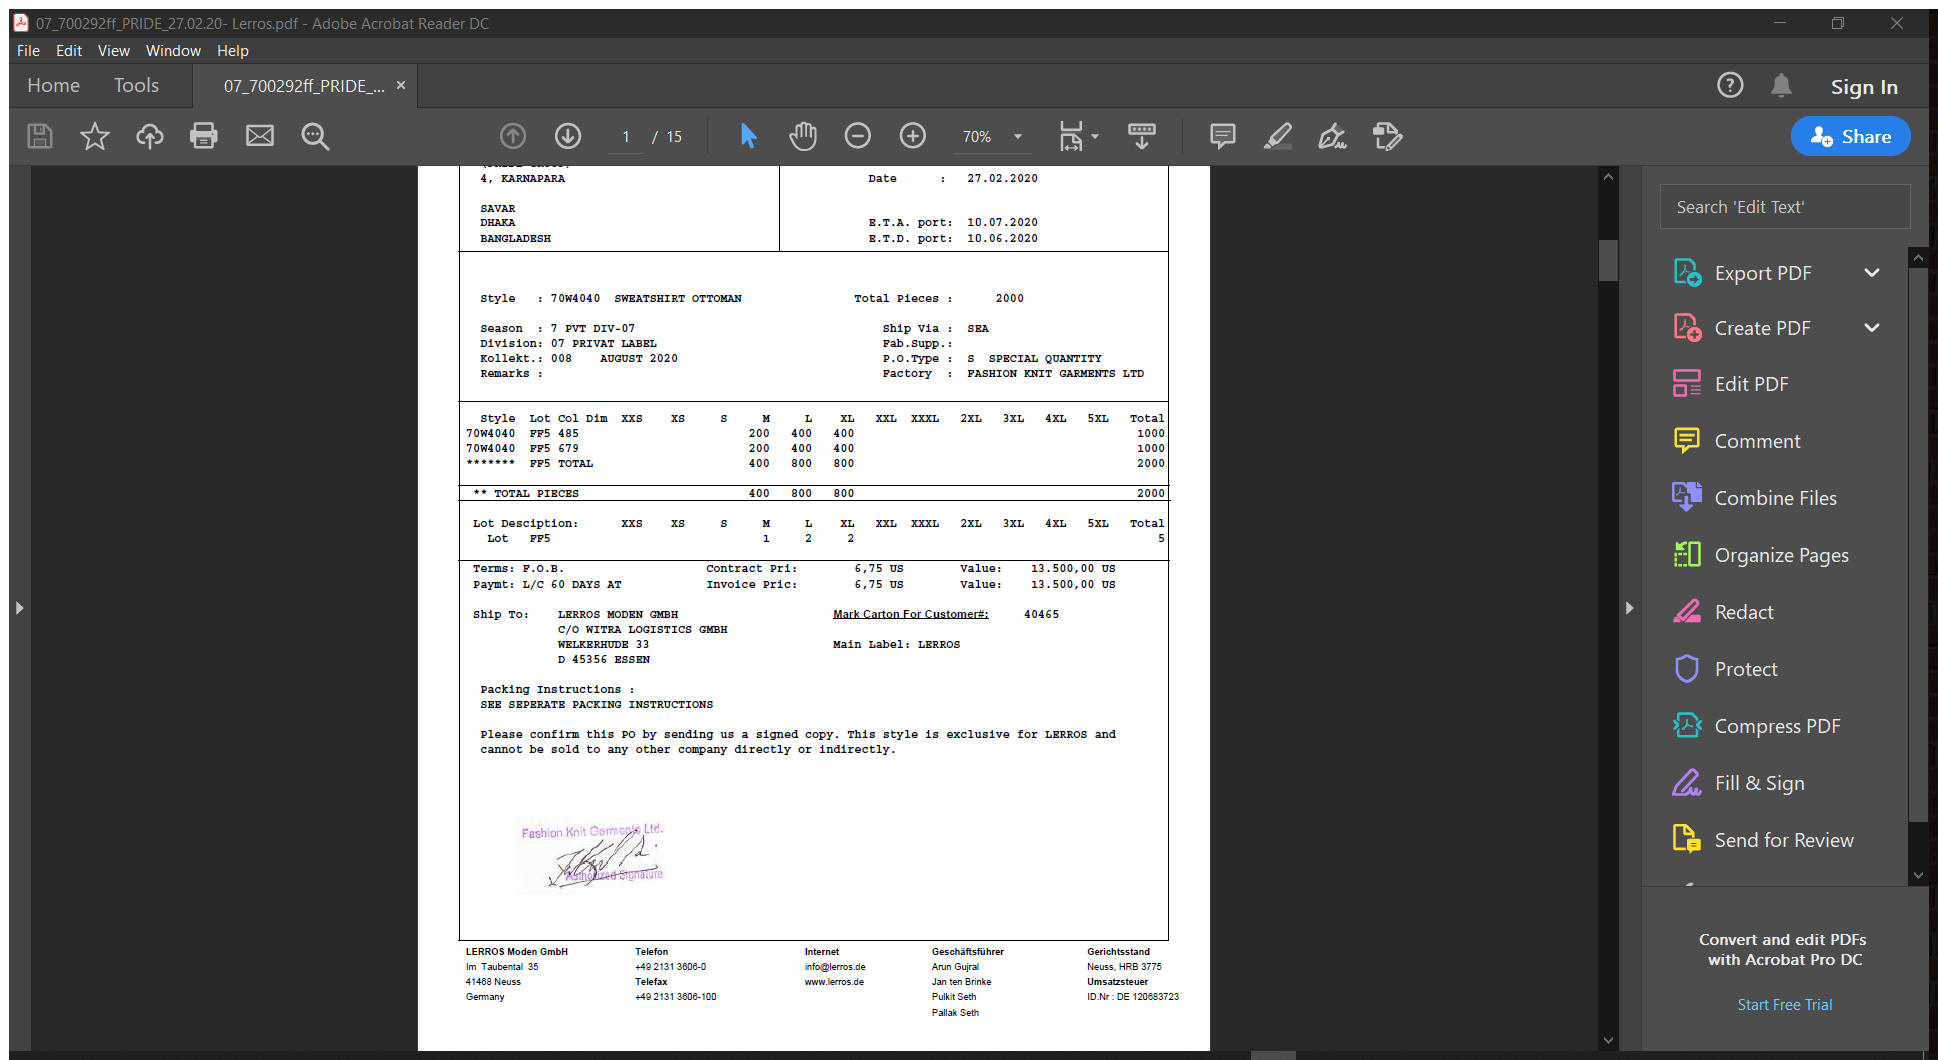 07_700292ff_PRIDE_27.02.20- Lerros.pdf - Adobe Acrobat Reader DC
File Edit View Window Help
Home Tools 07_700292ff_PRIDE_... × Sign In
1 / 15 70% Share
4, KARNAPARA Date : 27.02.2020
SAVAR
DHAKA E.T.A. port: 10.07.2020
BANGLADESH E.T.D. port: 10.06.2020
Style : 70W4040 SWEATSHIRT OTTOMAN Total Pieces : 2000
Season : 7 PVT DIV-07 Ship Via : SEA
Division: 07 PRIVAT LABEL Fab.Supp.:
Kollekt.: 008 AUGUST 2020 P.O.Type : S SPECIAL QUANTITY
Remarks : Factory : FASHION KNIT GARMENTS LTD
Style Lot Col Dim XXS XS S M L XL XXL XXXL 2XL 3XL 4XL 5XL Total
70W4040 FF5 485 200 400 400 1000
70W4040 FF5 679 200 400 400 1000
******* FF5 TOTAL 400 800 800 2000
** TOTAL PIECES 400 800 800 2000
Lot Desciption: XXS XS S M L XL XXL XXXL 2XL 3XL 4XL 5XL Total
Lot FF5 1 2 2 5
Terms: F.O.B. Contract Pri: 6,75 US Value: 13.500,00 US
Paymt: L/C 60 DAYS AT Invoice Pric: 6,75 US Value: 13.500,00 US
Ship To: LERROS MODEN GMBH Mark Carton For Customer#: 40465
C/O WITRA LOGISTICS GMBH
WELKERHUDE 33 Main Label: LERROS
D 45356 ESSEN
Packing Instructions :
SEE SEPERATE PACKING INSTRUCTIONS
Please confirm this PO by sending us a signed copy. This style is exclusive for LERROS and
cannot be sold to any other company directly or indirectly.
Fashion Knit Garments Ltd.
Authorized Signature
LERROS Moden GmbH Telefon Internet Geschäftsführer Gerichtsstand
Im Taubental 35 +49 2131 3606-0 info@lerros.de Arun Gujral Neuss, HRB 3775
41468 Neuss Telefax www.lerros.de Jan ten Brinke Umsatzsteuer
Germany +49 2131 3606-100 Pulkit Seth ID.Nr : DE 120683723
Pallak Seth
Search 'Edit Text'
Export PDF
Create PDF
Edit PDF
Comment
Combine Files
Organize Pages
Redact
Protect
Compress PDF
Fill & Sign
Send for Review
Convert and edit PDFs
with Acrobat Pro DC
Start Free Trial